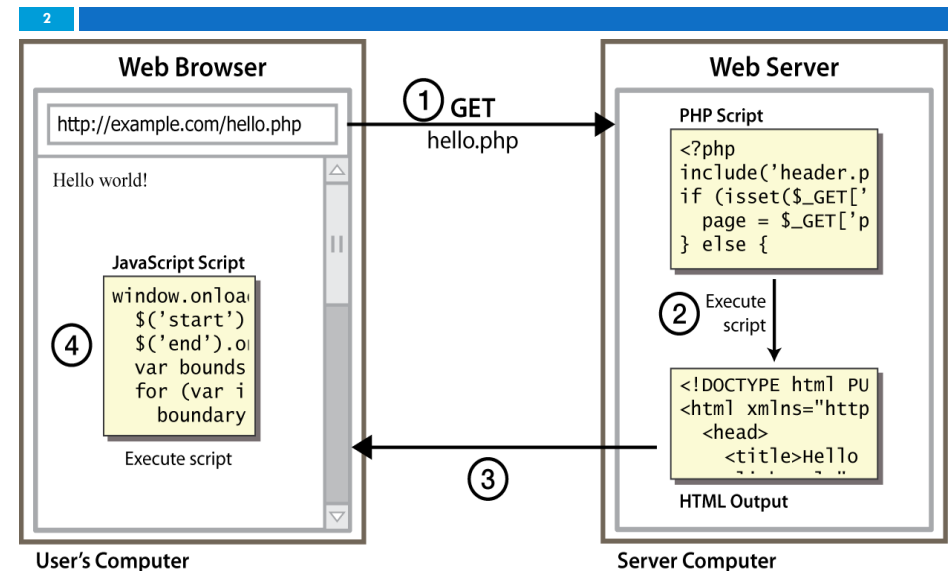 2
Web Browser
http://example.com/hello.php
Hello world!
JavaScript Script
window.onloa
$('start')
$('end').o
var bounds
for (var i
boundary
4
Execute script
User's Computer
1 GET
hello.php
3
Web Server
PHP Script
<?php
include('header.p
if (isset($_GET['
page = $_GET['p
} else {
2 Execute
script
<!DOCTYPE html PU
<html xmlns="http
<head>
<title>Hello
HTML Output
Server Computer